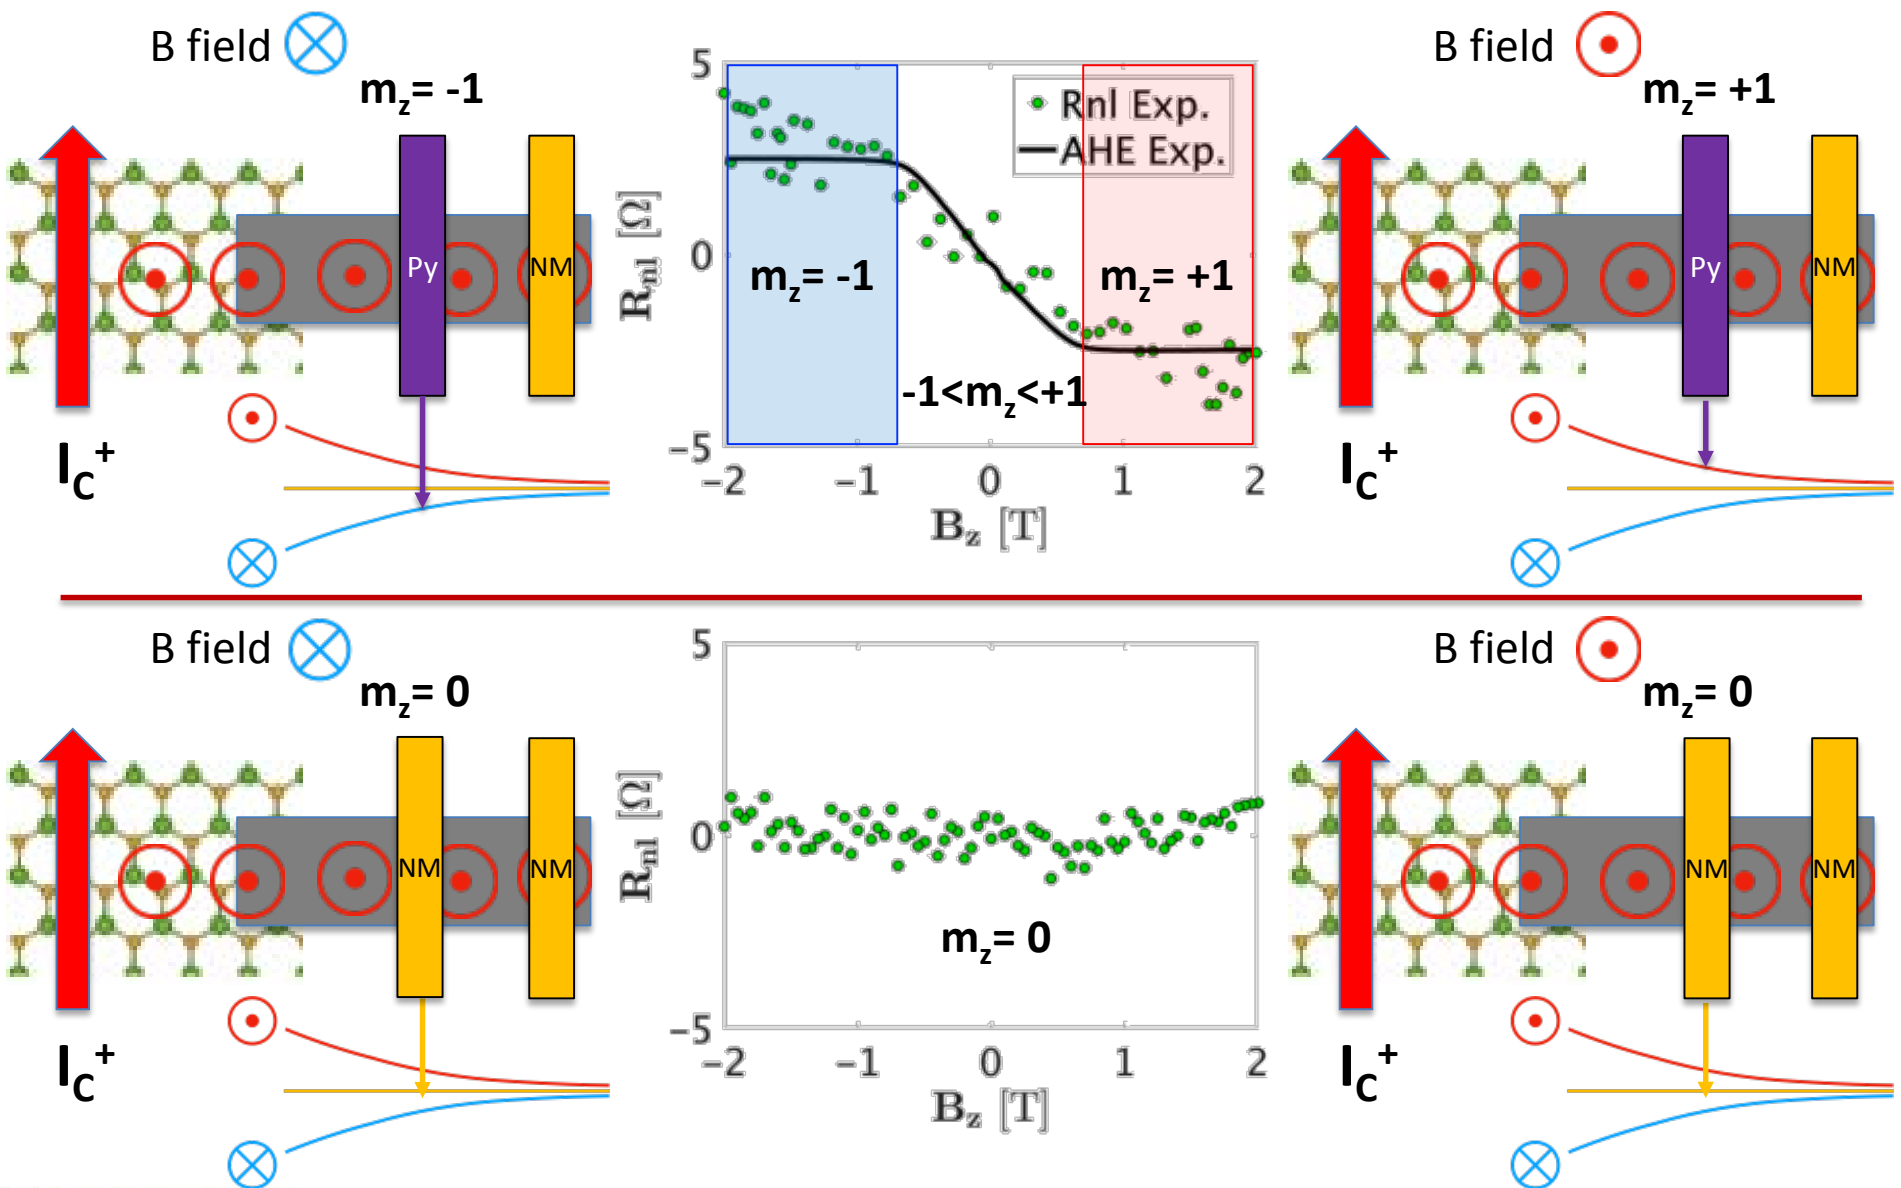 B field
m_z= -1
Py
NM
I_C^+
5
0
−5
R_nl [Ω]
Rnl Exp.
AHE Exp.
m_z= -1
m_z= +1
-1<m_z<+1
−2 −1 0 1 2
B_z [T]
B field
m_z= +1
Py
NM
I_C^+
B field
m_z= 0
NM
NM
I_C^+
5
0
−5
R_nl [Ω]
m_z= 0
−2 −1 0 1 2
B_z [T]
B field
m_z= 0
NM
NM
I_C^+